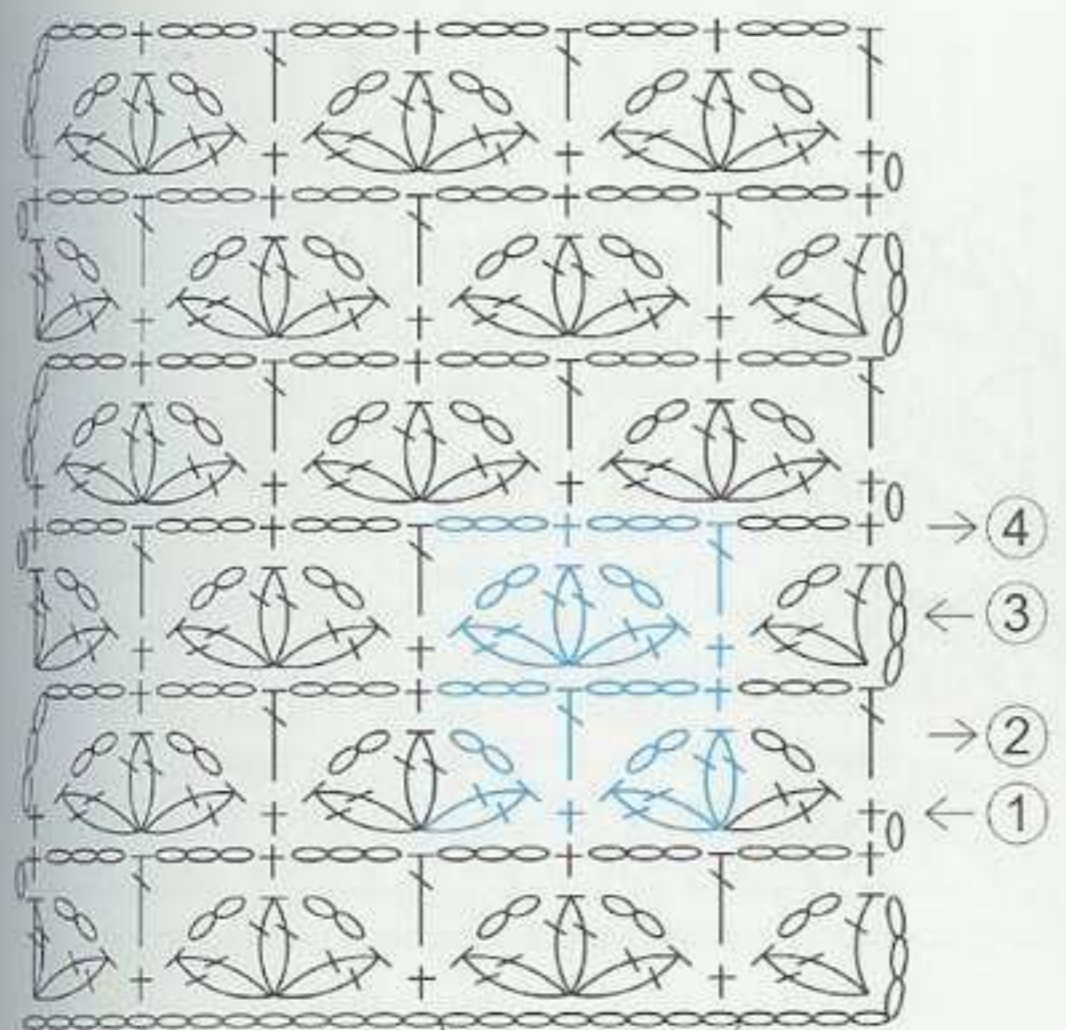 → ④
← ③
→ ②
← ①